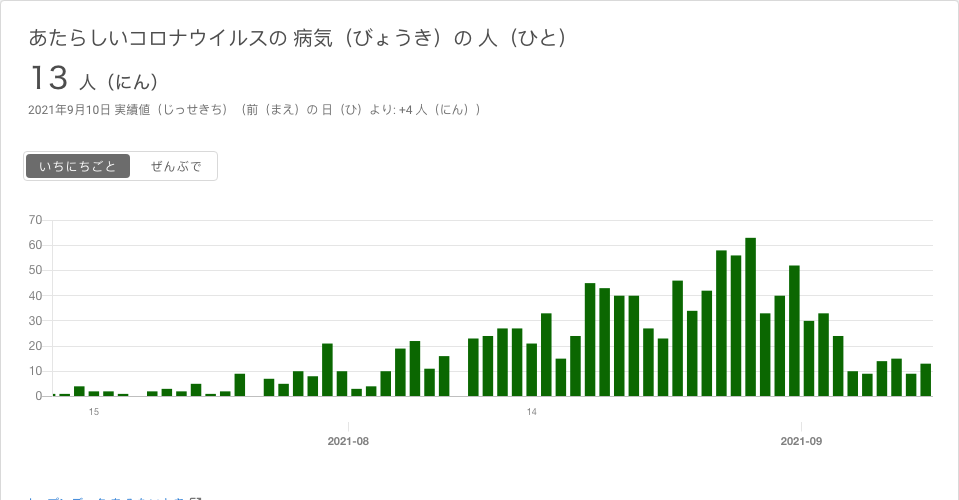 あたらしいコロナウイルスの 病気（びょうき）の 人（ひと）
13 人（にん）
2021年9月10日 実績値（じっせきち）（前（まえ）の 日（ひ）より: +4 人（にん））
いちにちごと ぜんぶで
70
60
50
40
30
20
10
0
15 14
2021-08 2021-09